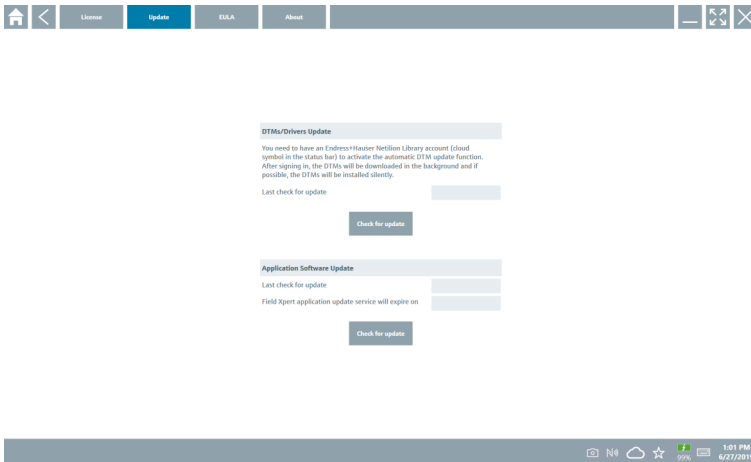 License Update EULA About
DTMs/Drivers Update
You need to have an Endress+Hauser Netilion Library account (cloud
symbol in the status bar) to activate the automatic DTM update function.
After signing in, the DTMs will be downloaded in the background and if
possible, the DTMs will be installed silently.
Last check for update
Check for update
Application Software Update
Last check for update
Field Xpert application update service will expire on
Check for update
99%
1:01 PM